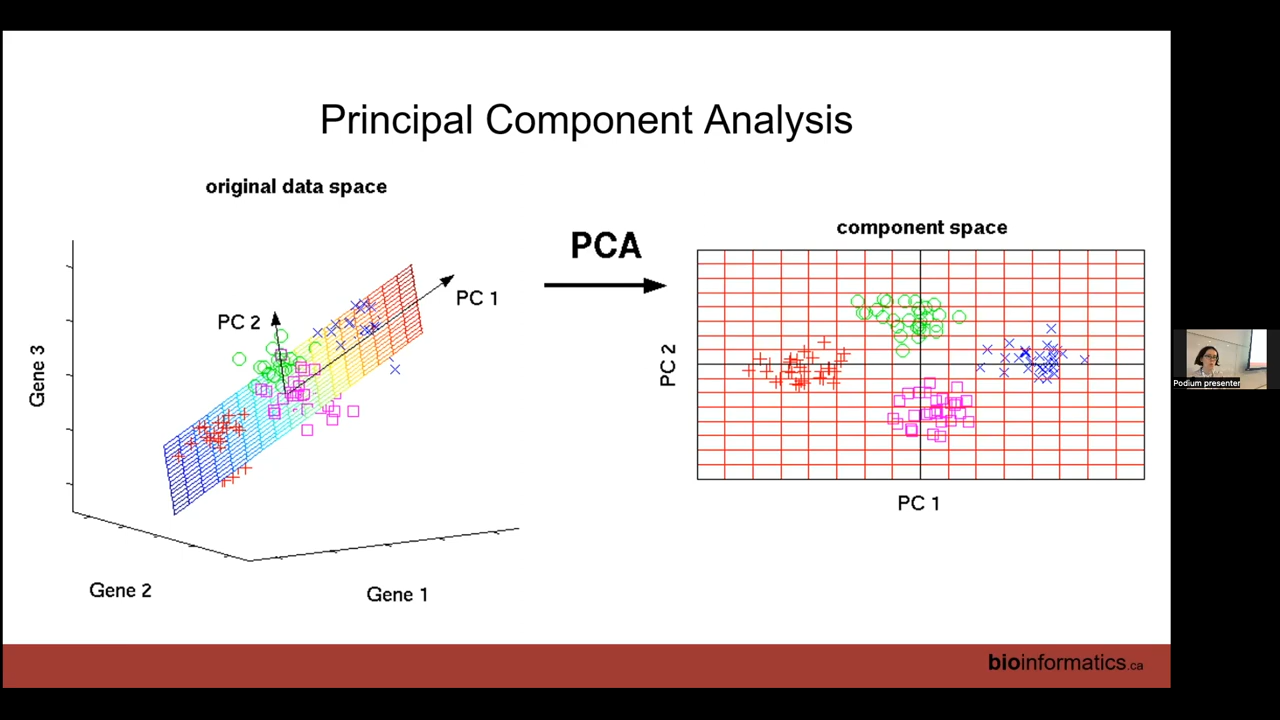 Principal Component Analysis
original data space
Gene 3
PC 2
PC 1
Gene 2
Gene 1
PCA
component space
PC 2
PC 1
Podium presenter
bioinformatics.ca